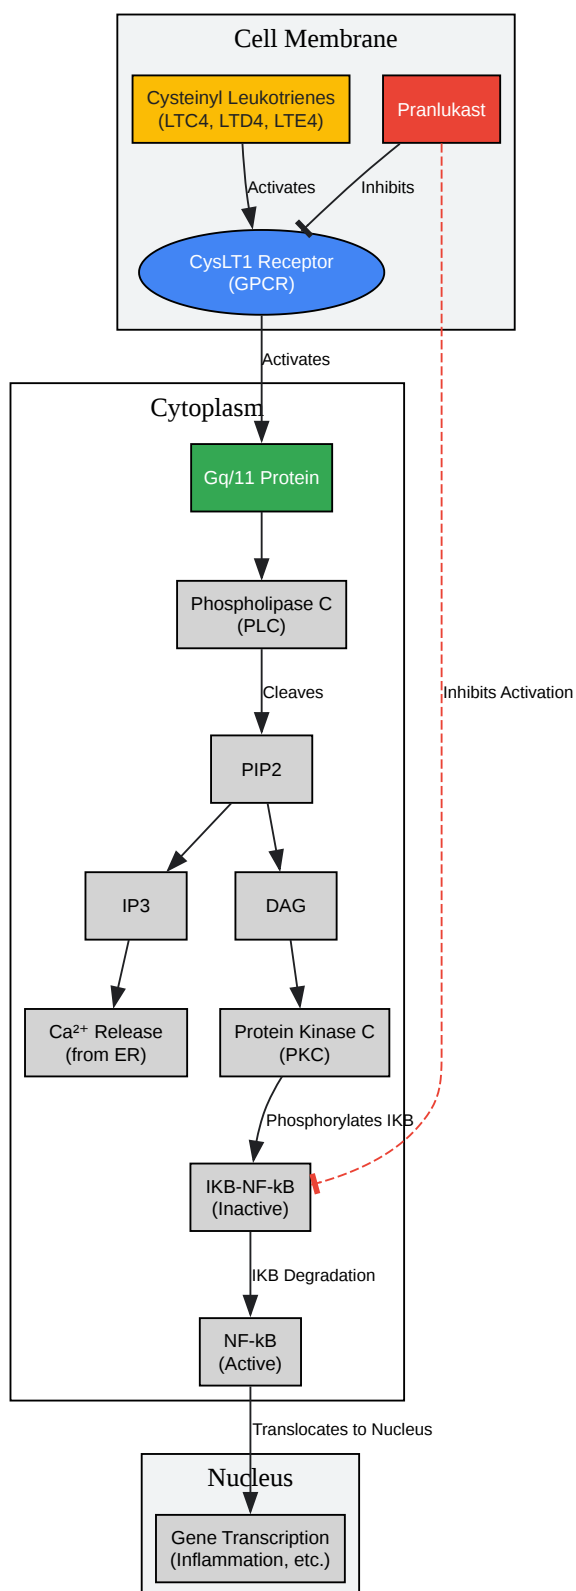 Cell Membrane
Cysteinyl Leukotrienes
(LTC4, LTD4, LTE4)
Pranlukast
Activates
Inhibits
CysLT1 Receptor
(GPCR)
Activates
Cytoplasm
Gq/11 Protein
Phospholipase C
(PLC)
Cleaves
Inhibits Activation
PIP2
IP3
DAG
Ca²⁺ Release
(from ER)
Protein Kinase C
(PKC)
Phosphorylates IKB
IKB-NF-kB
(Inactive)
IKB Degradation
NF-kB
(Active)
Translocates to Nucleus
Nucleus
Gene Transcription
(Inflammation, etc.)